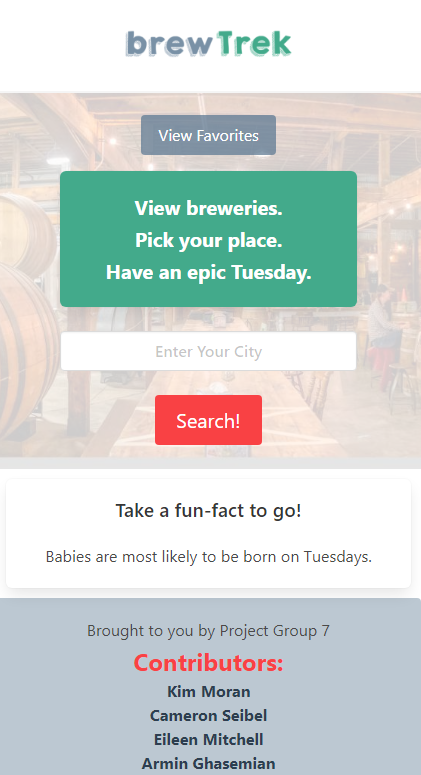 brewTrek
View Favorites
View breweries.
Pick your place.
Have an epic Tuesday.
Enter Your City
Search!
Take a fun-fact to go!
Babies are most likely to be born on Tuesdays.
Brought to you by Project Group 7
Contributors:
Kim Moran
Cameron Seibel
Eileen Mitchell
Armin Ghasemian